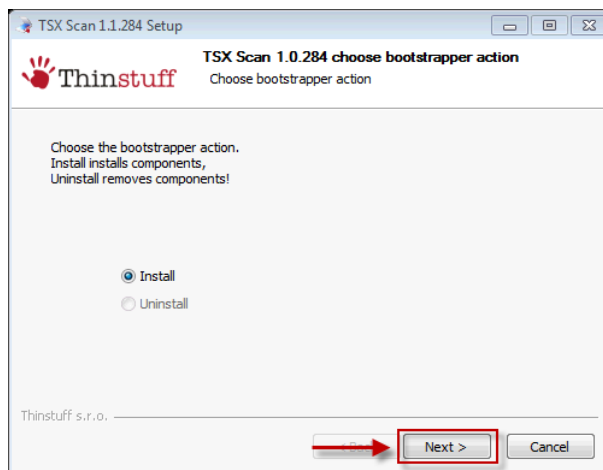 TSX Scan 1.1.284 Setup
TSX Scan 1.0.284 choose bootstrapper action
Thinstuff
Choose bootstrapper action
Choose the bootstrapper action.
Install installs components,
Uninstall removes components!
Install
Uninstall
Thinstuff s.r.o.
Next >
Cancel